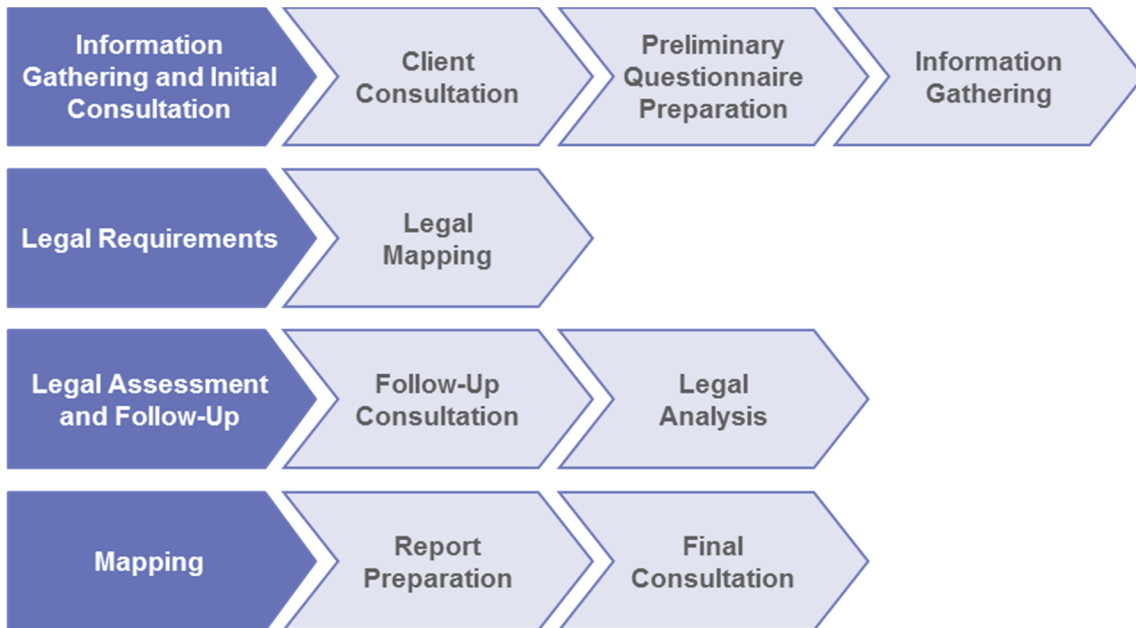 Information
Gathering and Initial
Consultation
Client
Consultation
Preliminary
Questionnaire
Preparation
Information
Gathering
Legal Requirements
Legal
Mapping
Legal Assessment
and Follow-Up
Follow-Up
Consultation
Legal
Analysis
Mapping
Report
Preparation
Final
Consultation